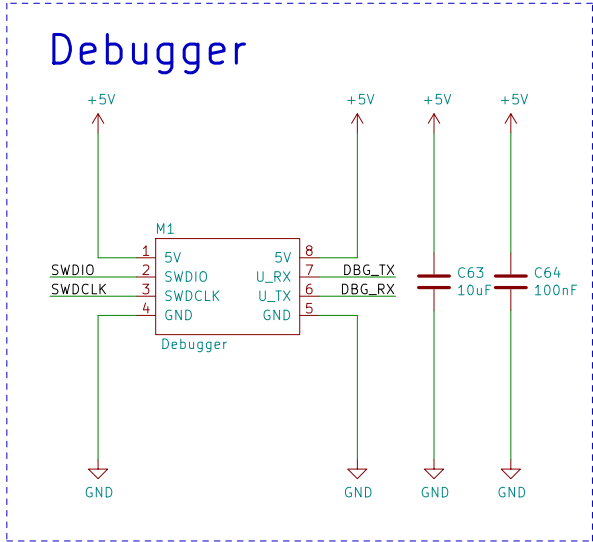 Debugger
+5V +5V +5V +5V
M1
1 5V 5V 8
SWDIO 2 SWDIO U_RX 7 DBG_TX
SWDCLK 3 SWDCLK U_TX 6 DBG_RX
4 GND GND 5
Debugger
C63
10uF
C64
100nF
GND GND GND GND